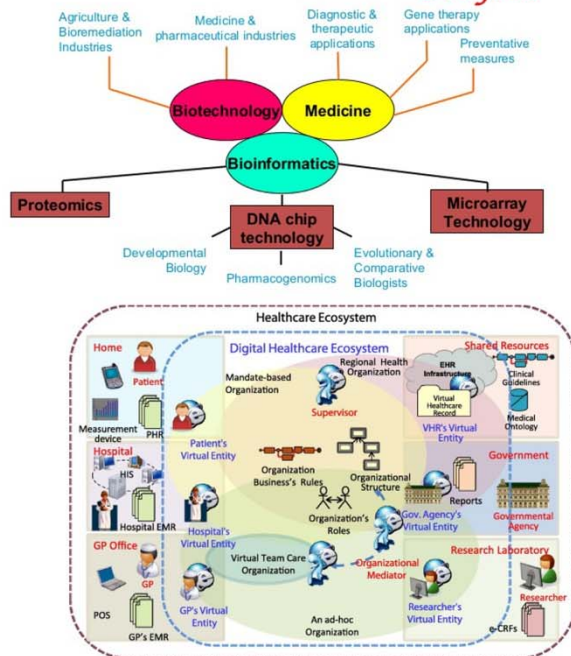 Agriculture &
Bioremediation
Industries
Medicine &
pharmaceutical industries
Diagnostic &
therapeutic
applications
Gene therapy
applications
Preventative
measures
Biotechnology
Medicine
Bioinformatics
Proteomics
DNA chip
technology
Microarray
Technology
Developmental
Biology
Pharmacogenomics
Evolutionary &
Comparative
Biologists
Healthcare Ecosystem
Digital Healthcare Ecosystem
Home
Patient
Measurement
device
PHR
Patient's
Virtual Entity
Mandate-based
Organization
Regional Health
Organization
Supervisor
Shared Resources
EHR
Infrastructure
Virtual
Healthcare
Record
VHR's Virtual
Entity
Clinical
Guidelines
Medical
Ontology
Hospital
HIS
Hospital EMR
Hospital's
Virtual Entity
Organization
Business's Rules
Organizational
Structure
Organization's
Roles
Government
Reports
Gov. Agency's
Virtual Entity
Governmental
Agency
GP Office
GP
POS
GP's EMR
GP's Virtual
Entity
Virtual Team Care
Organization
Organizational
Mediator
An ad-hoc
Organization
Research Laboratory
Researcher
Researcher's
Virtual Entity
e-CRFs